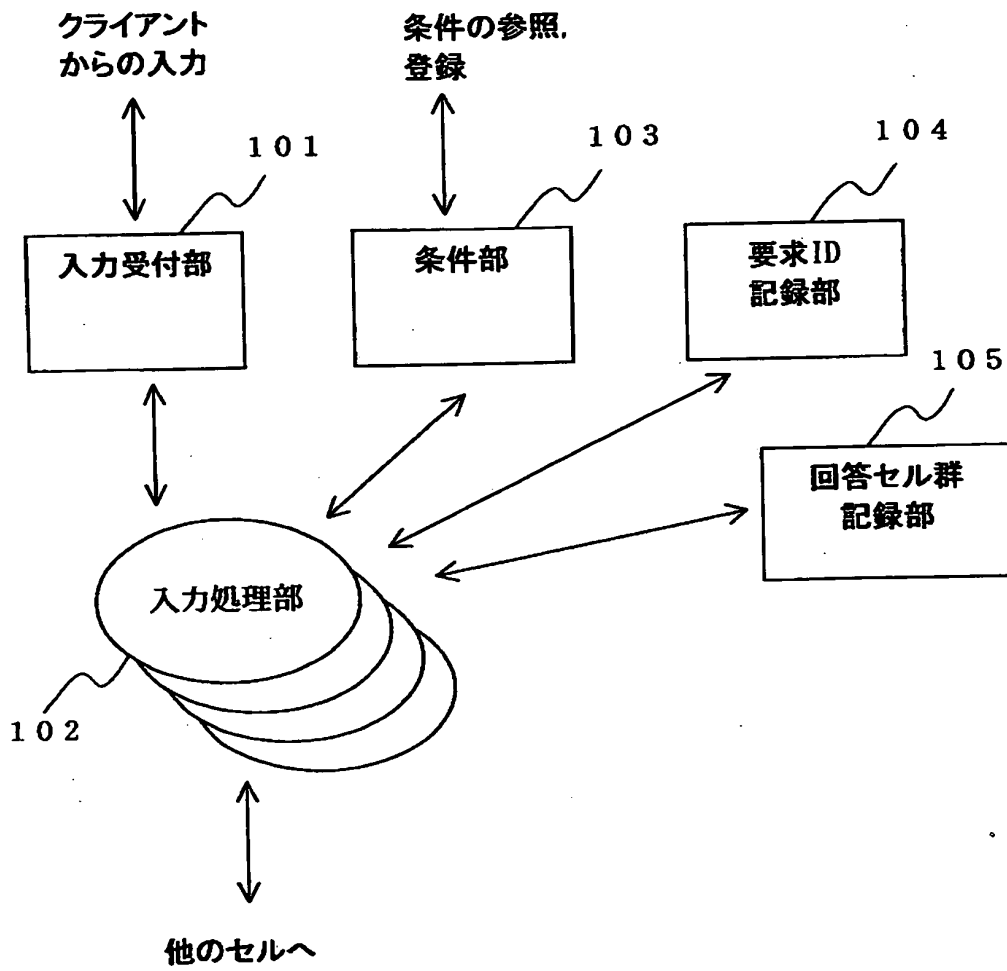 クライアント
からの入力
条件の参照,
登録
101
103
104
入力受付部
条件部
要求ID
記録部
105
回答セル群
記録部
入力処理部
102
他のセルへ